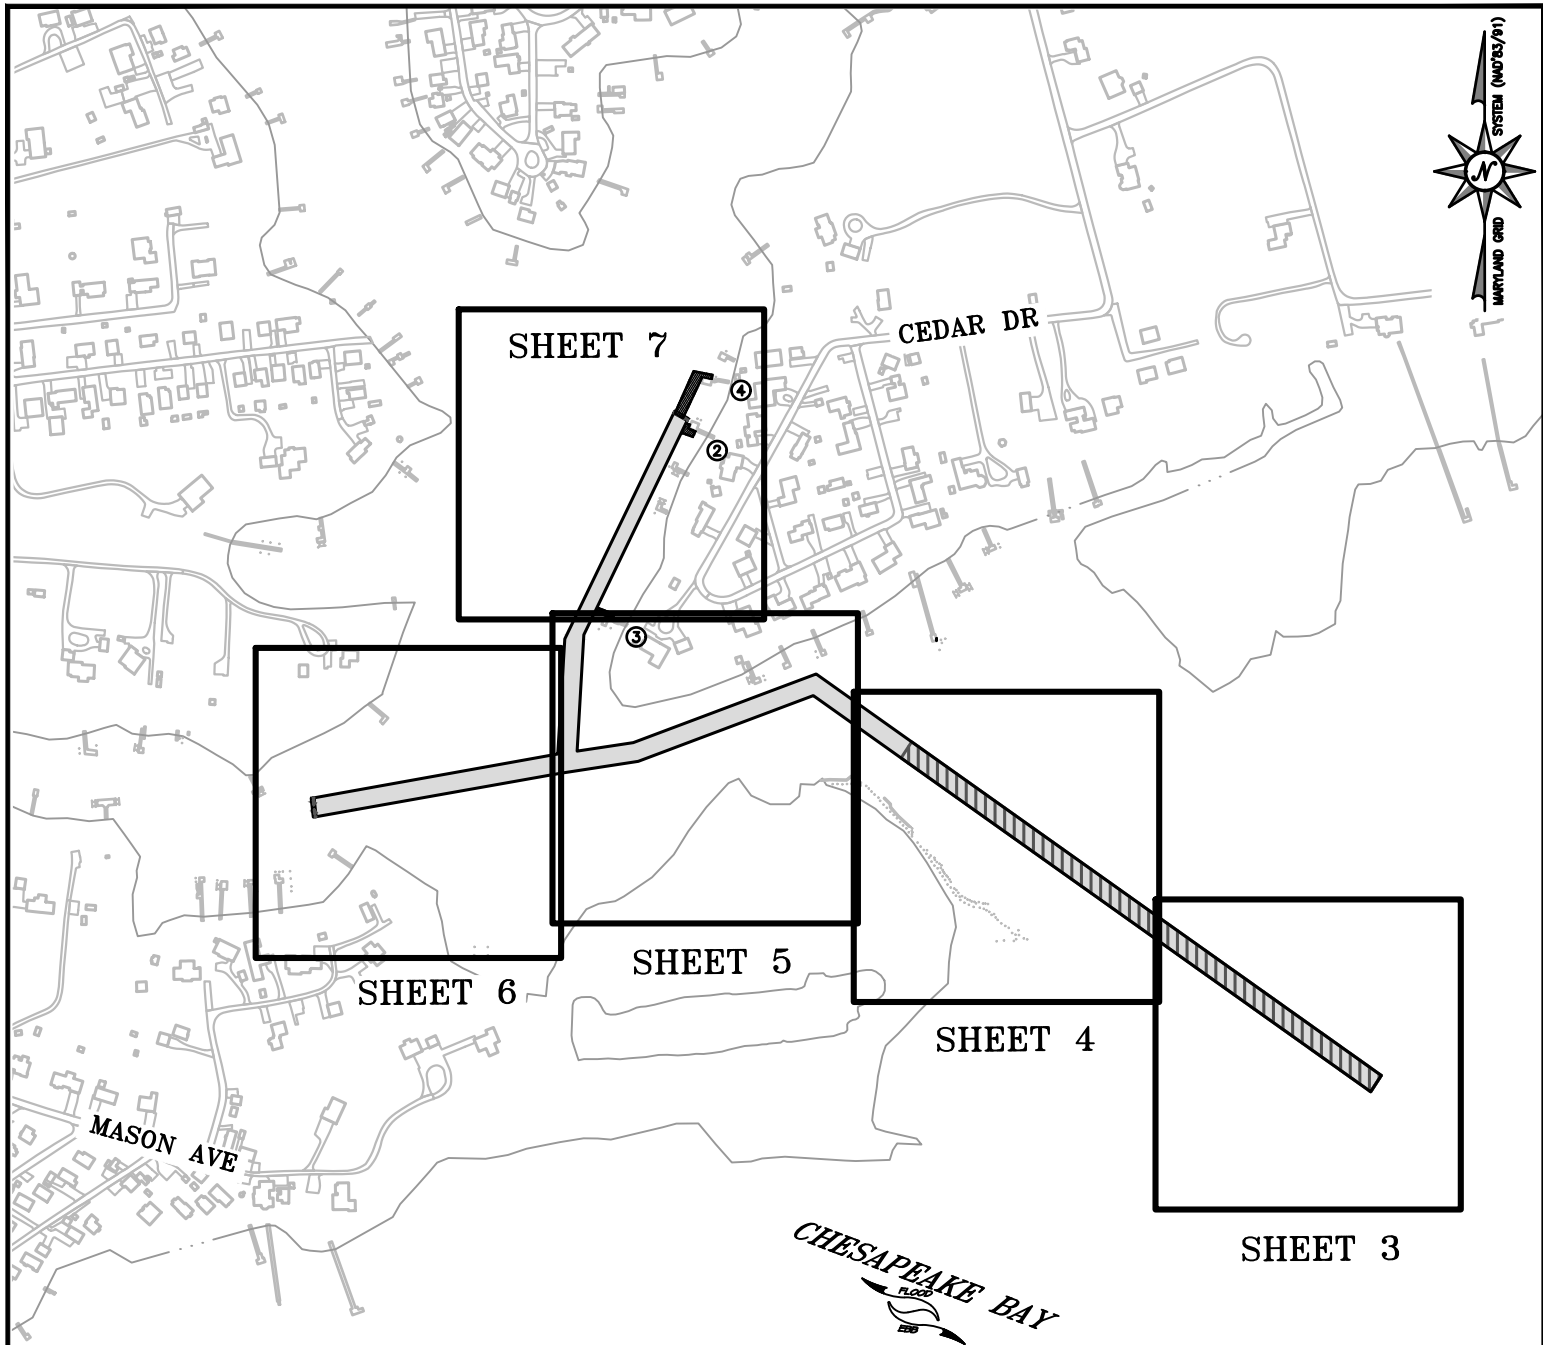 SYSTEM (NAD'83/91)
N
MARYLAND GRID
CEDAR DR
SHEET 7
4
2
3
SHEET 5
SHEET 6
SHEET 4
MASON AVE
SHEET 3
CHESAPEAKE BAY
FLOOD
EBB